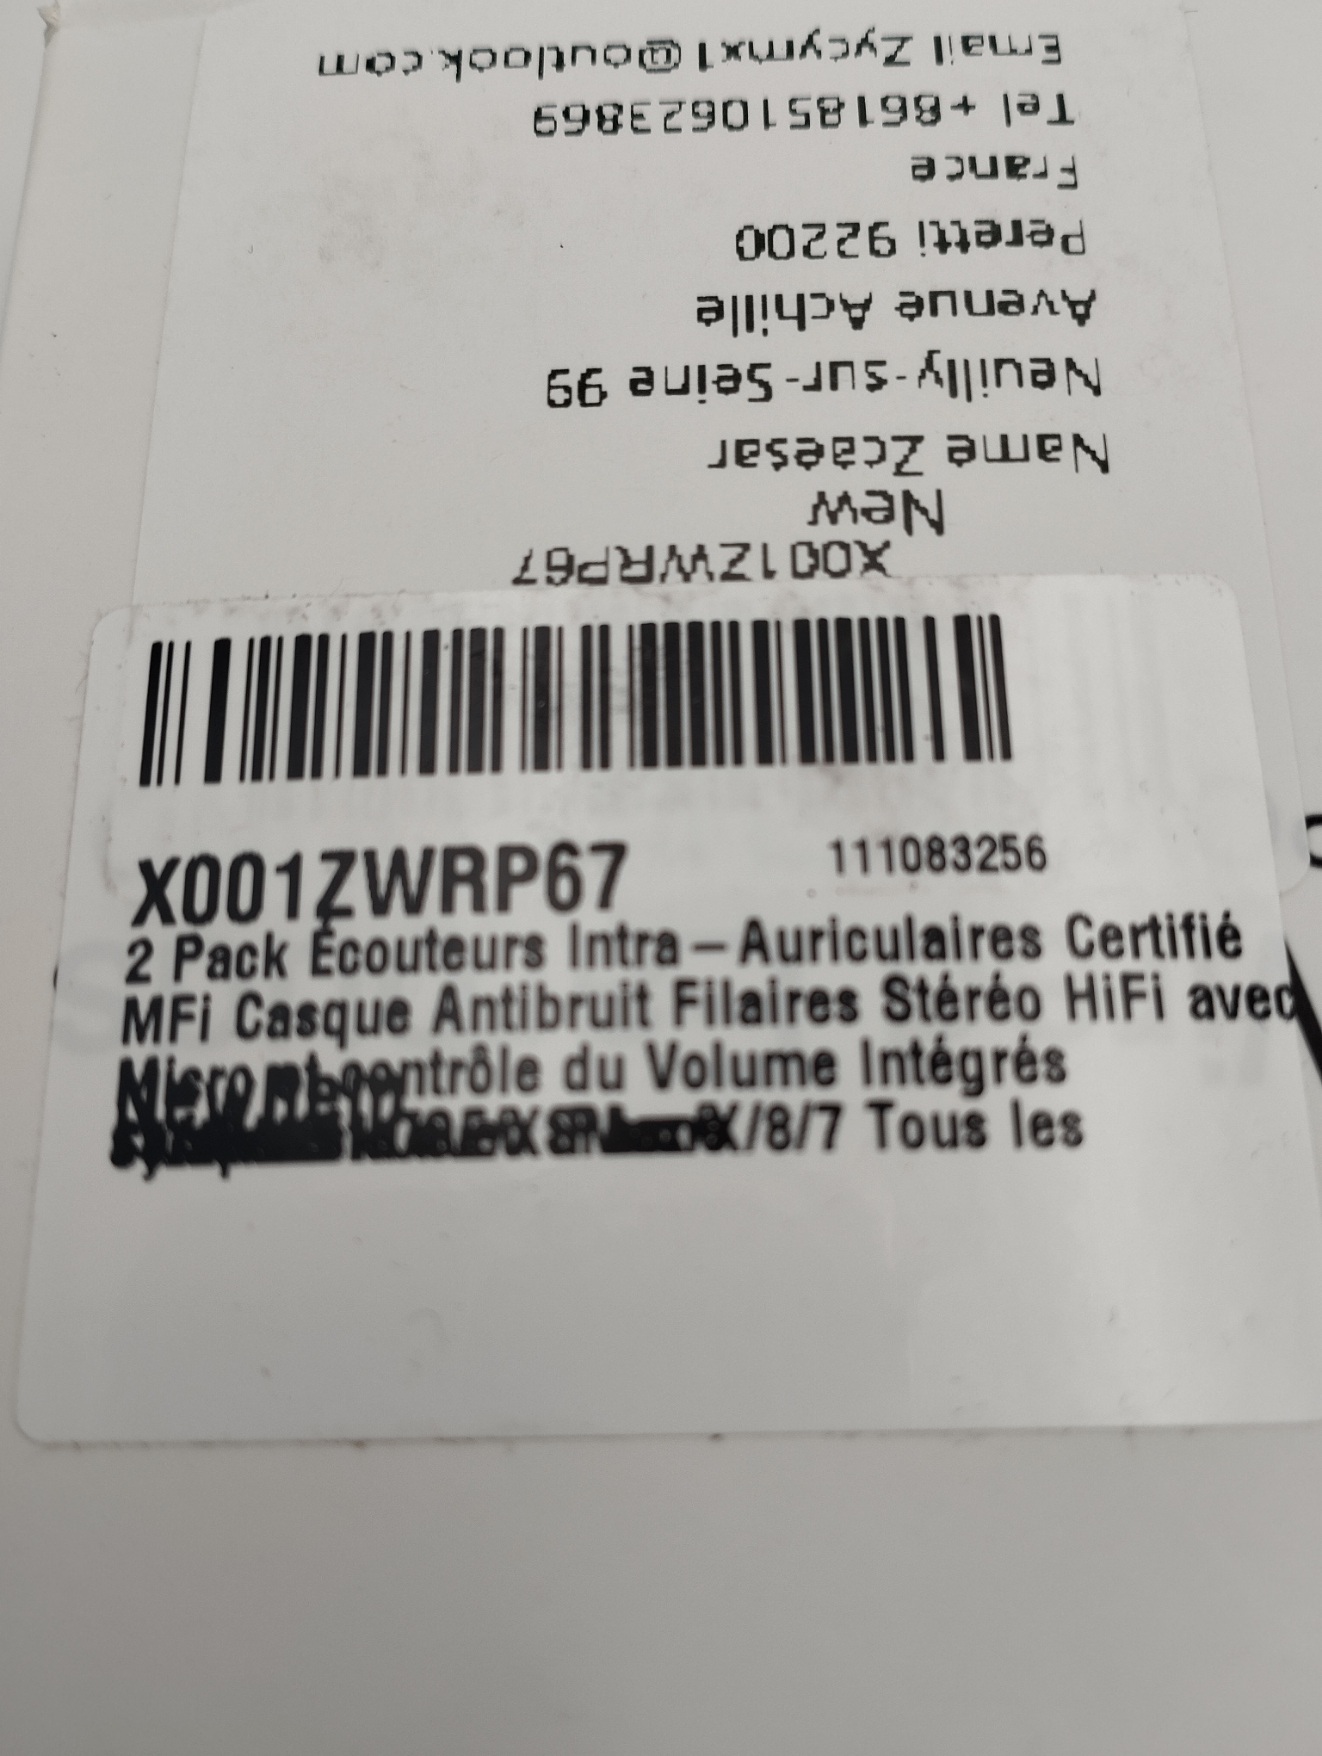 X001ZWRP67
111083256
2 Pack Écouteurs Intra–Auriculaires Certifié
MFi Casque Antibruit Filaires Stéréo HiFi avec
contrôle du Volume Intégrés
X/8/7 Tous les
X001ZWRP67
New
Name Zcaesar
Neuilly-sur-Seine 99
Avenue Achille
Peretti 92200
France
Tel +8618510623869
Email Zycymx1@outlook.com